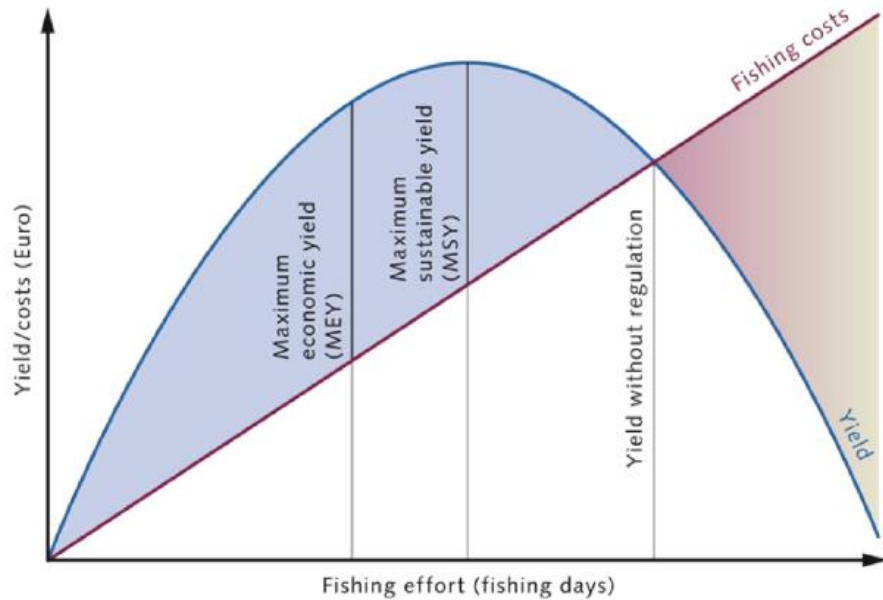 Yield/costs (Euro)
Maximum
economic yield
(MEY)
Maximum
sustainable yield
(MSY)
Yield without regulation
Fishing costs
Yield
Fishing effort (fishing days)